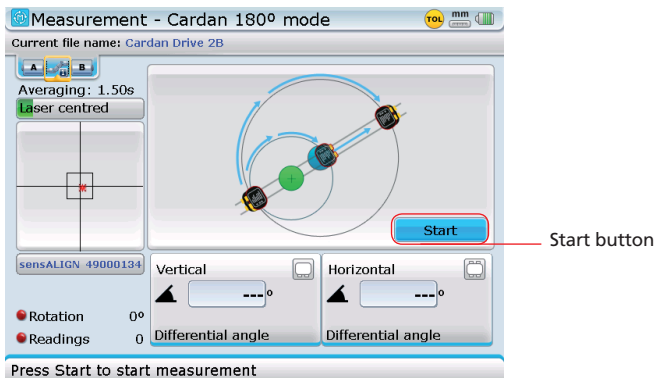 Measurement - Cardan 180º mode
TOL mm
Current file name: Cardan Drive 2B
A B
Averaging: 1.50s
Laser centred
Start
Start button
sensALIGN 49000134
Vertical
---º
Differential angle
Horizontal
---º
Differential angle
Rotation 0º
Readings 0
Press Start to start measurement